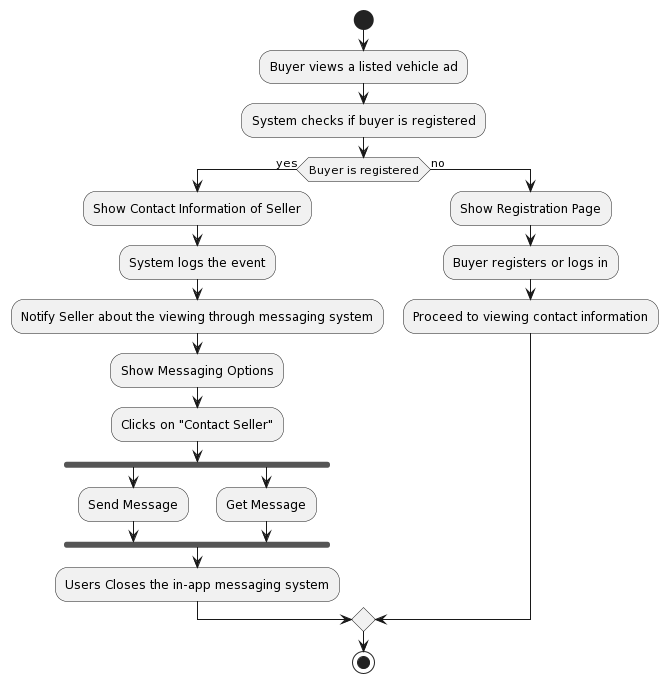 Buyer views a listed vehicle ad
System checks if buyer is registered
yes
Buyer is registered
no
Show Contact Information of Seller
System logs the event
Notify Seller about the viewing through messaging system
Show Messaging Options
Clicks on "Contact Seller"
Send Message
Get Message
Users Closes the in-app messaging system
Show Registration Page
Buyer registers or logs in
Proceed to viewing contact information